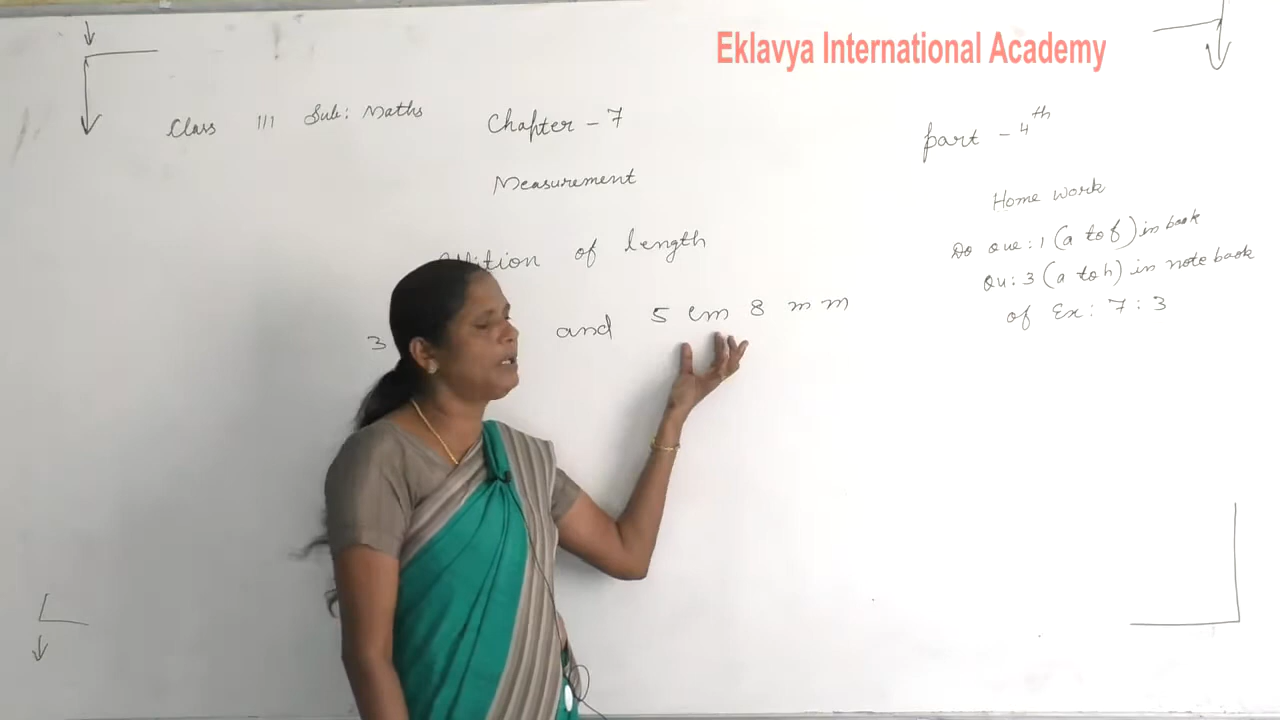 Eklavya International Academy
Class III Sub: Maths
Chapter - 7
Part - 4th
Measurement
Home work
Do Que: 1 (a to f) in book
Qu: 3 (a to h) in note book
of Ex: 7:3
of length
3 and 5 cm 8 mm